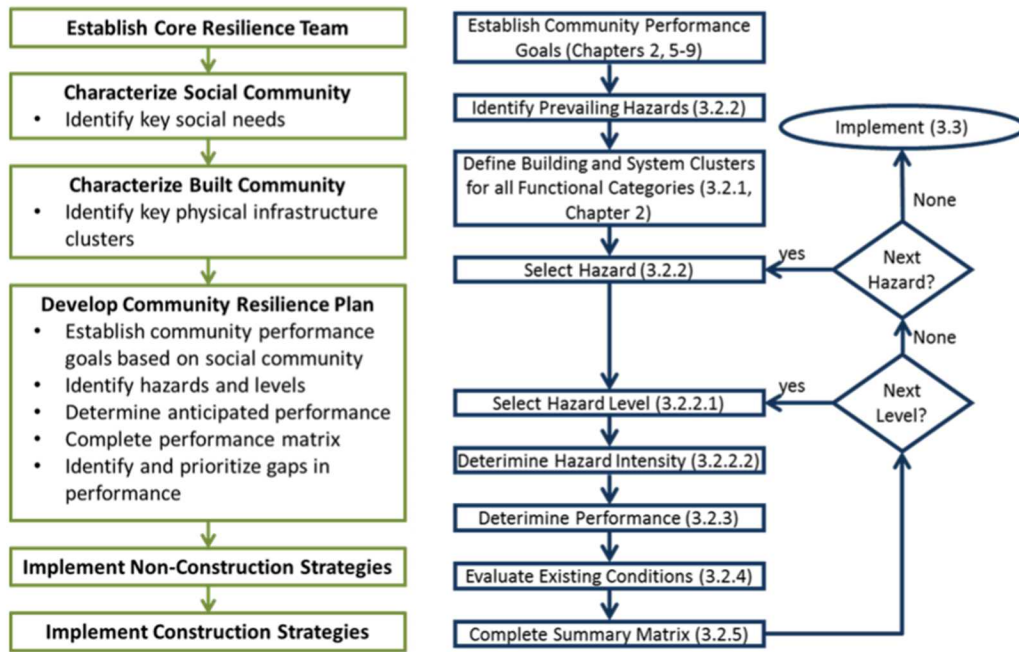 Establish Core Resilience Team
Characterize Social Community
• Identify key social needs
Characterize Built Community
• Identify key physical infrastructure
clusters
Develop Community Resilience Plan
• Establish community performance
goals based on social community
• Identify hazards and levels
• Determine anticipated performance
• Complete performance matrix
• Identify and prioritize gaps in
performance
Implement Non-Construction Strategies
Implement Construction Strategies
Establish Community Performance
Goals (Chapters 2, 5-9)
Identify Prevailing Hazards (3.2.2)
Define Building and System Clusters
for all Functional Categories (3.2.1,
Chapter 2)
Select Hazard (3.2.2)
Select Hazard Level (3.2.2.1)
Deterimine Hazard Intensity (3.2.2.2)
Determine Performance (3.2.3)
Evaluate Existing Conditions (3.2.4)
Complete Summary Matrix (3.2.5)
Implement (3.3)
None
yes
Next
Hazard?
None
yes
Next
Level?